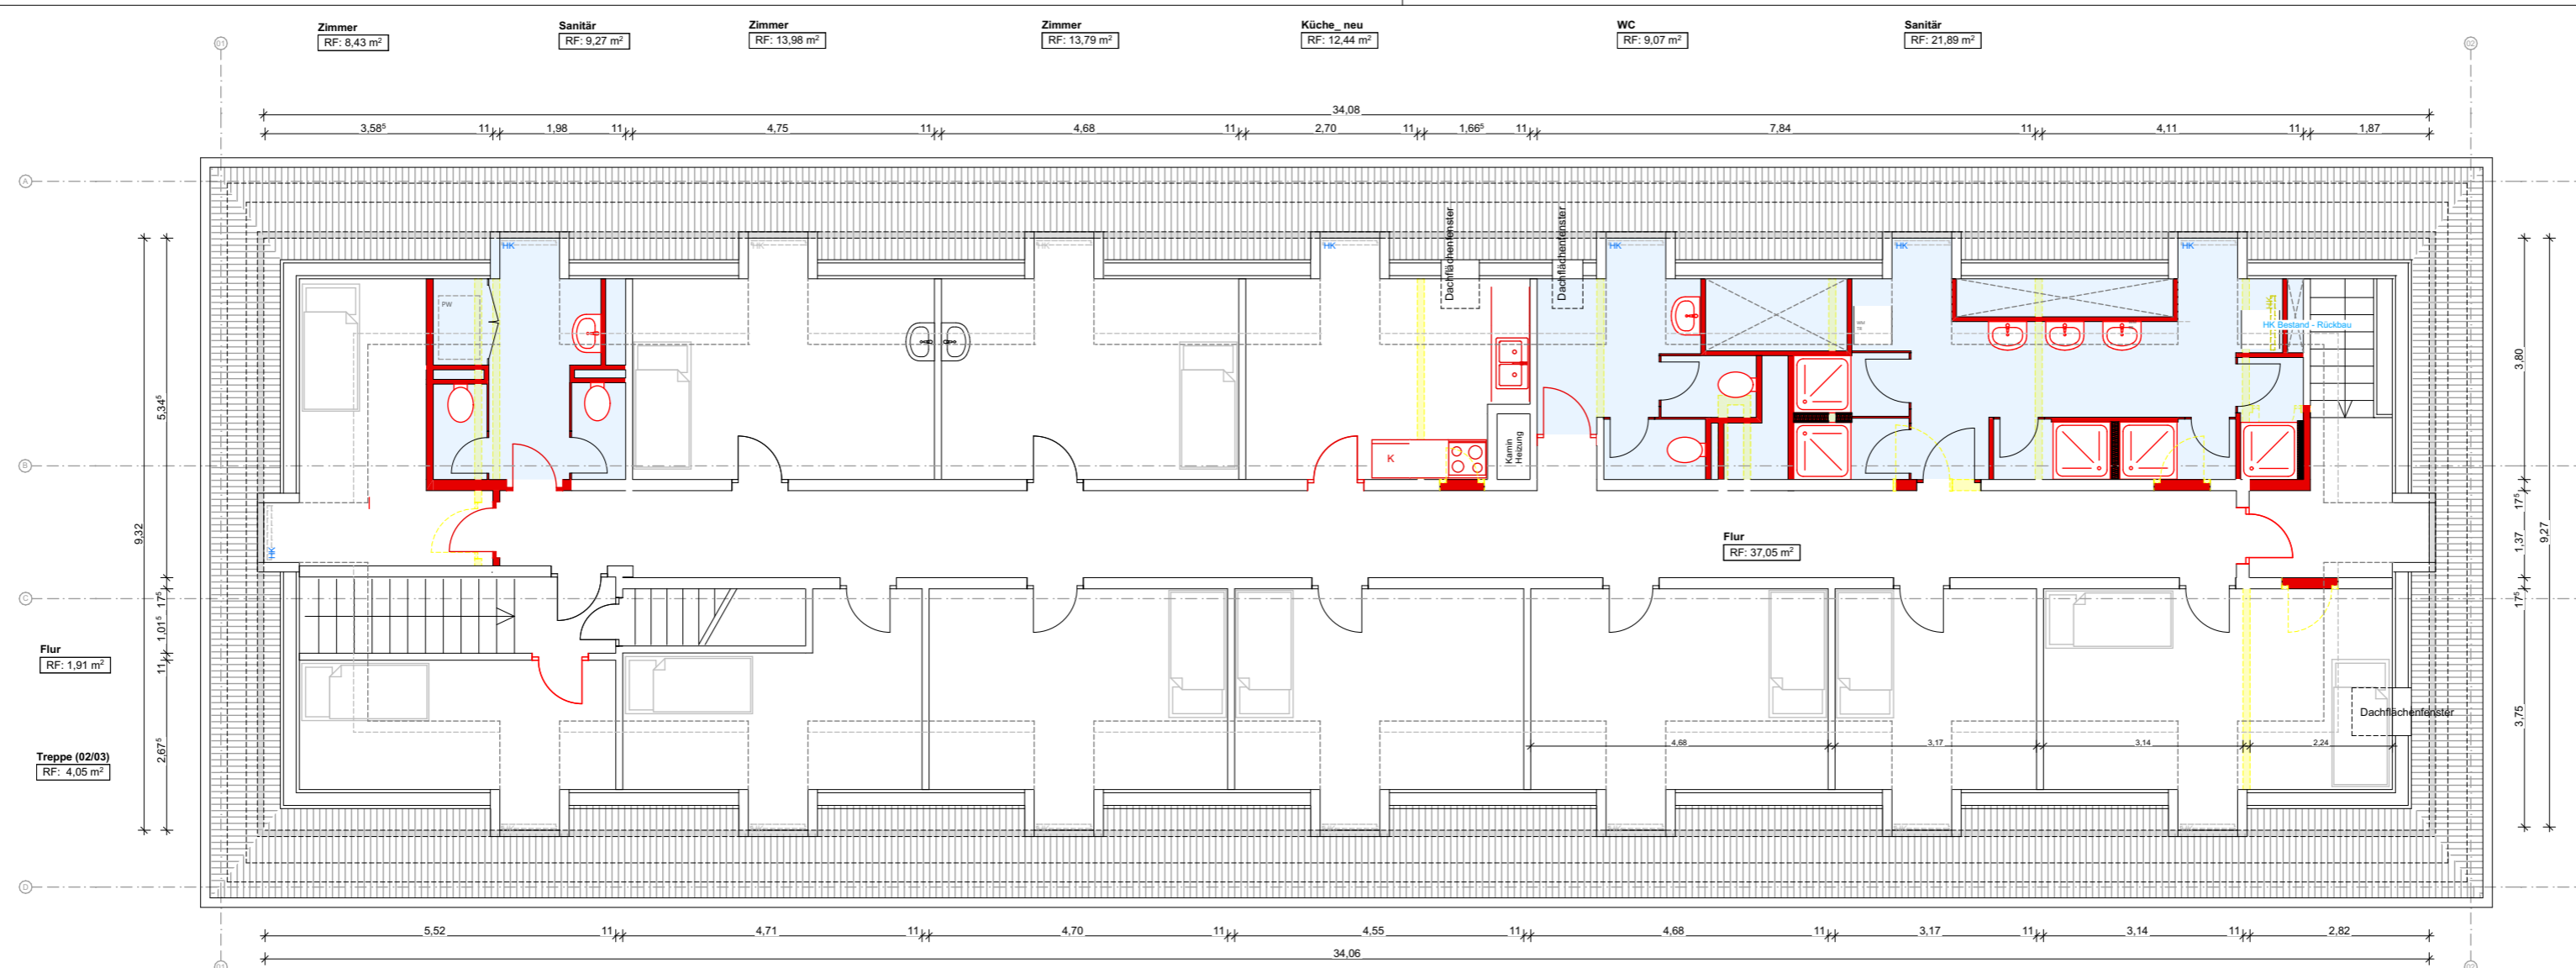 Zimmer
RF: 8,43 m²
Sanitär
RF: 9,27 m²
Zimmer
RF: 13,98 m²
Zimmer
RF: 13,79 m²
Küche_ neu
RF: 12,44 m²
WC
RF: 9,07 m²
Sanitär
RF: 21,89 m²
01
02
34,08
3,58⁵
11
1,98
11
4,75
11
4,68
11
2,70
11
1,66⁵
11
7,84
11
4,11
11
1,87
A
HK
HK
HK
HK
HK
HK
HK
Dachflächenfenster
Dachflächenfenster
PW
HK Bestand - Rückbau
9,32
5,34⁵
17⁵
1,01⁵
11
2,67⁵
3,80
17⁵
1,37
17⁵
3,75
9,27
B
K
Kamin
Heizung
HK
Flur
RF: 37,05 m²
C
Flur
RF: 1,91 m²
Treppe (02/03)
RF: 4,05 m²
Dachflächenfenster
4,68
3,17
3,14
2,24
D
5,52
11
4,71
11
4,70
11
4,55
11
4,68
11
3,17
11
3,14
11
2,82
34,06
01
02